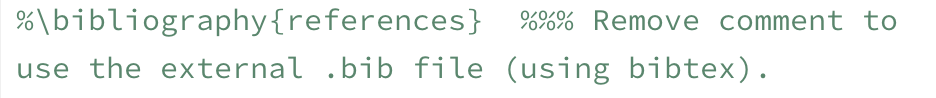 %\bibliography{references}  %%% Remove comment to
use the external .bib file (using bibtex).